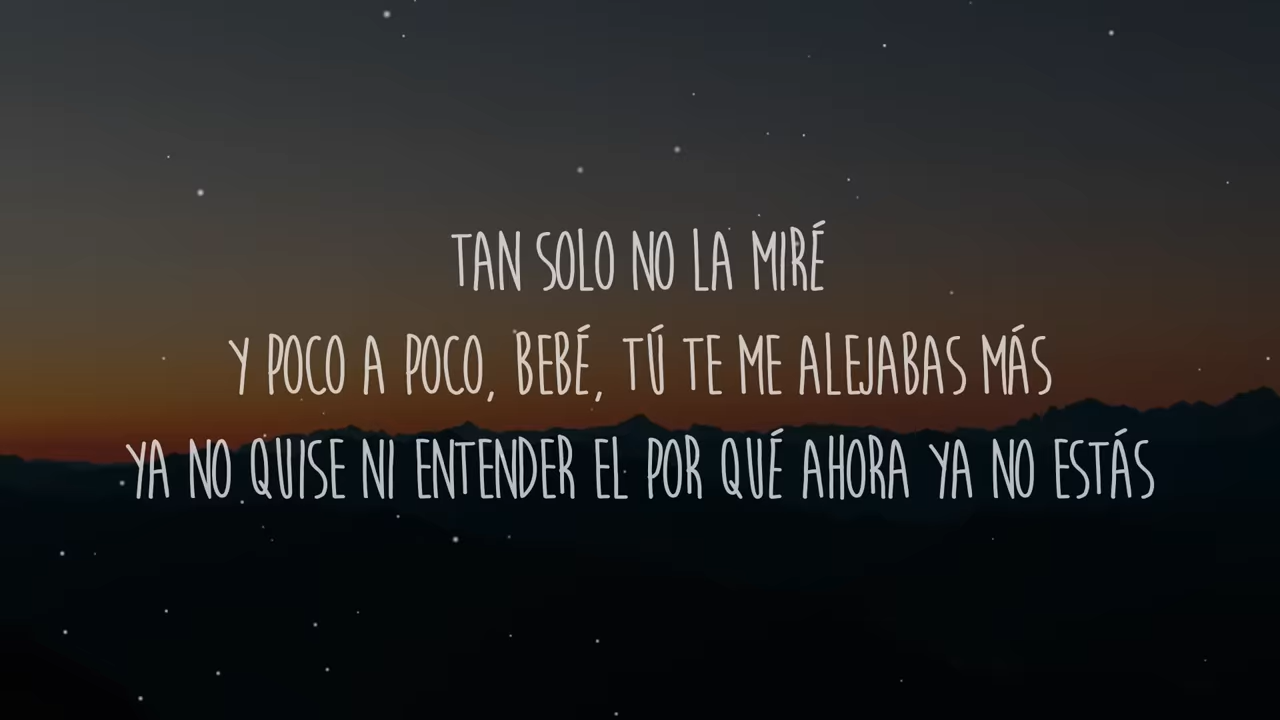 TAN SOLO NO LA MIRÉ
Y POCO A POCO, BEBÉ, TÚ TE ME ALEJABAS MÁS
YA NO QUISE NI ENTENDER EL POR QUÉ AHORA YA NO ESTÁS